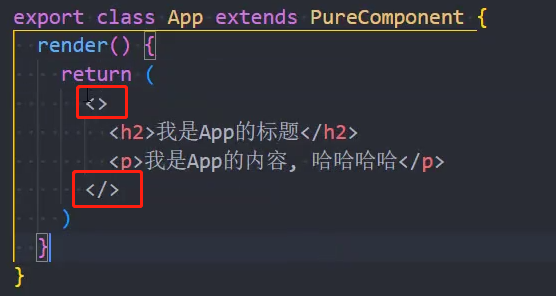 export class App extends PureComponent {
render() {
return (
<>
<h2>我是App的标题</h2>
<p>我是App的内容, 哈哈哈哈</p>
</>
)
}
}